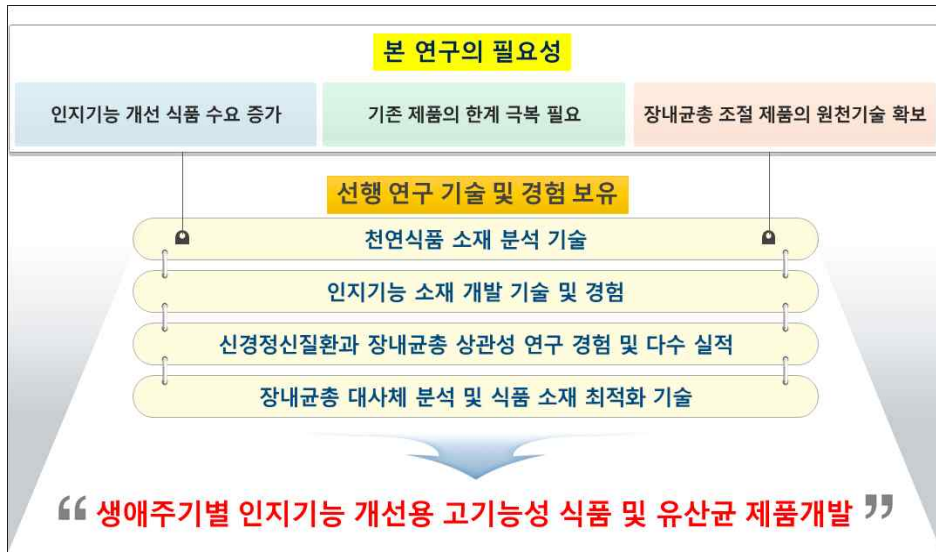 본 연구의 필요성
인지기능 개선 식품 수요 증가
기존 제품의 한계 극복 필요
장내균총 조절 제품의 원천기술 확보
선행 연구 기술 및 경험 보유
천연식품 소재 분석 기술
인지기능 소재 개발 기술 및 경험
신경정신질환과 장내균총 상관성 연구 경험 및 다수 실적
장내균총 대사체 분석 및 식품 소재 최적화 기술
“ 생애주기별 인지기능 개선용 고기능성 식품 및 유산균 제품개발 ”